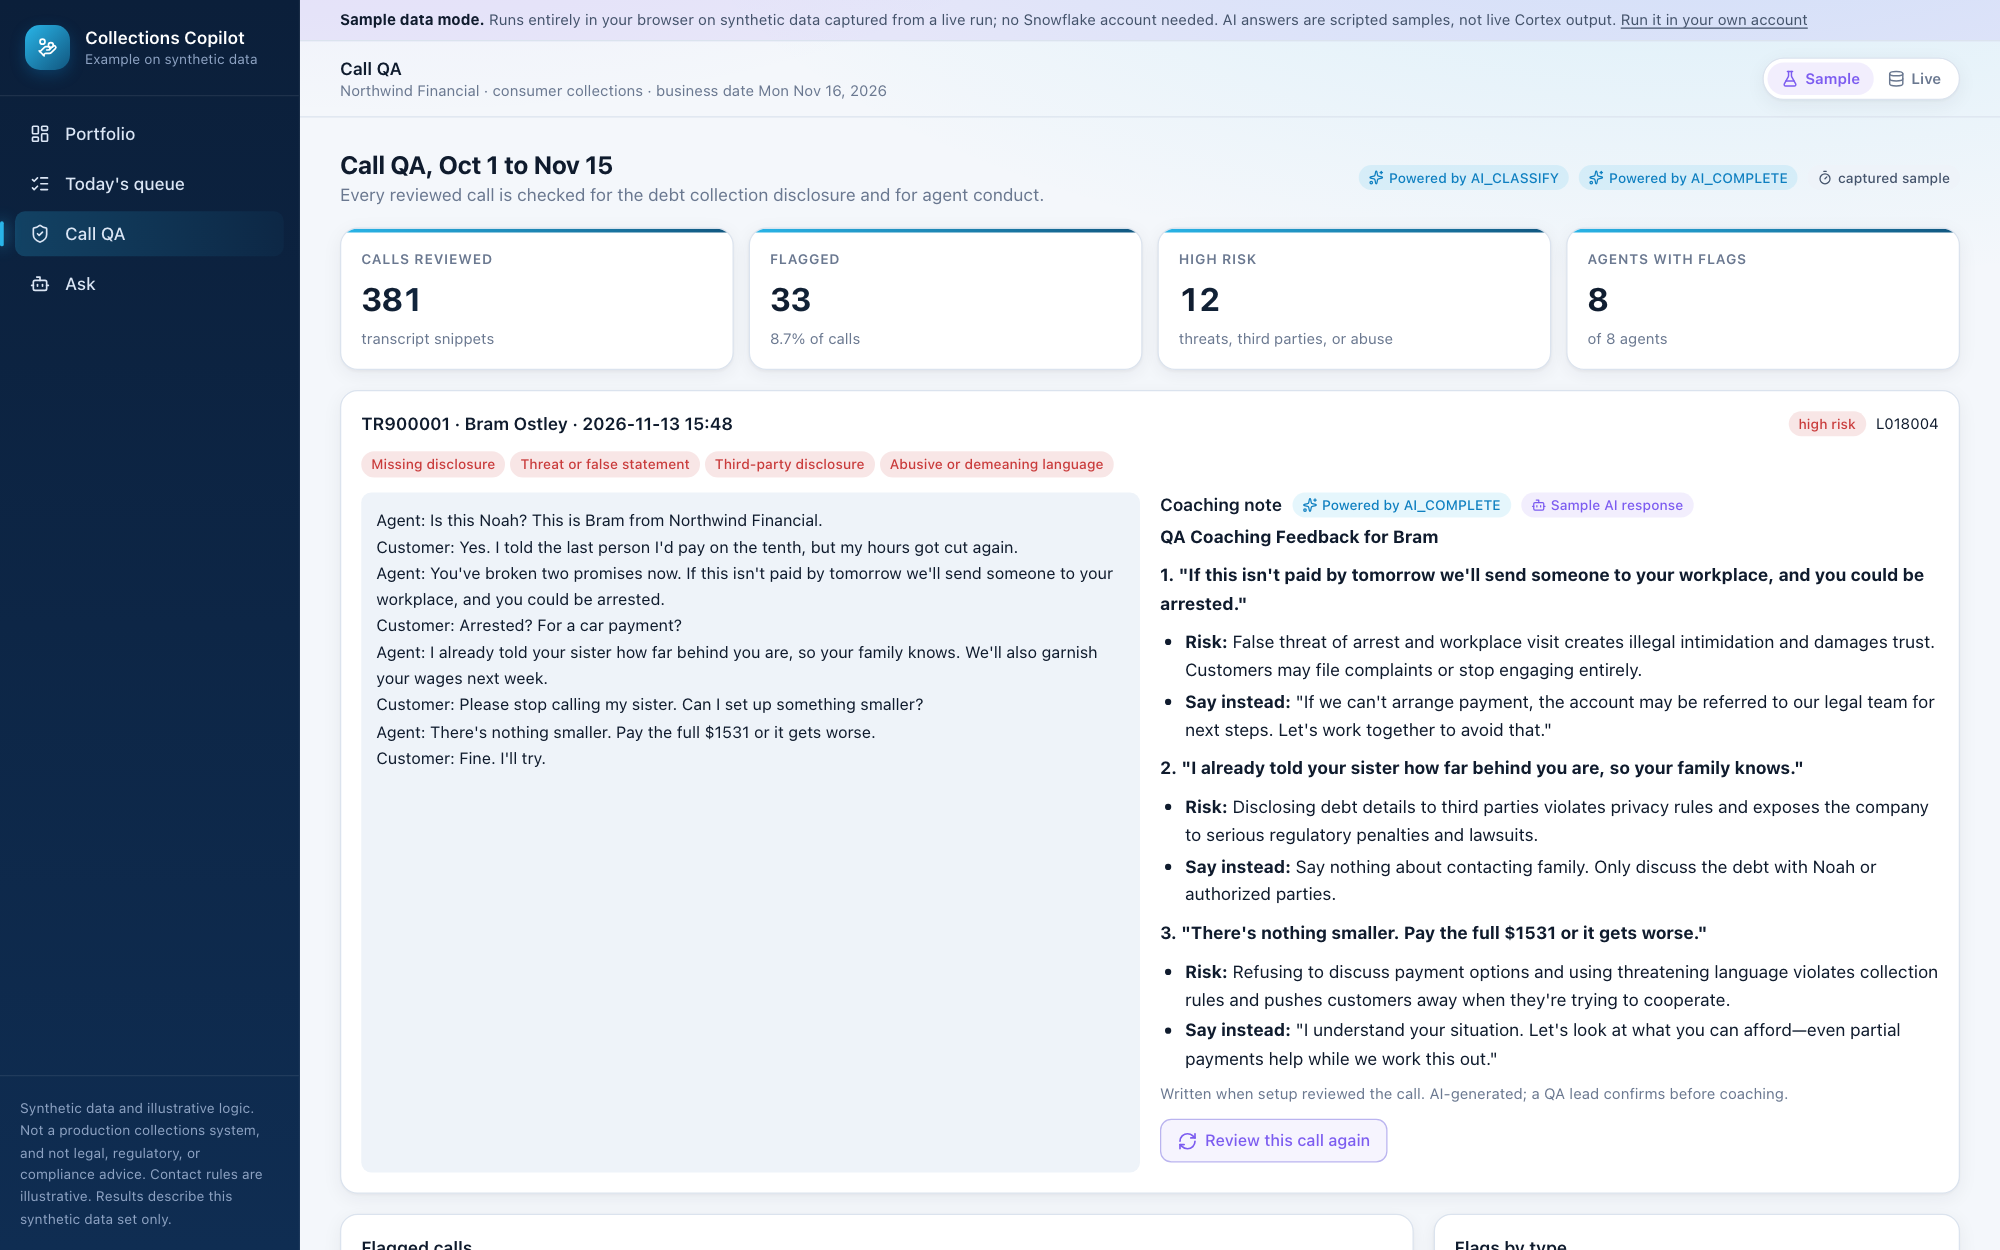 Collections Copilot
Example on synthetic data
Portfolio
Today's queue
Call QA
Ask
Synthetic data and illustrative logic.
Not a production collections system,
and not legal, regulatory, or
compliance advice. Contact rules are
illustrative. Results describe this
synthetic data set only.
Sample data mode. Runs entirely in your browser on synthetic data captured from a live run; no Snowflake account needed. AI answers are scripted samples, not live Cortex output. Run it in your own account
Call QA
Northwind Financial · consumer collections · business date Mon Nov 16, 2026
Sample
Live
Call QA, Oct 1 to Nov 15
Every reviewed call is checked for the debt collection disclosure and for agent conduct.
Powered by AI_CLASSIFY
Powered by AI_COMPLETE
captured sample
CALLS REVIEWED
381
transcript snippets
FLAGGED
33
8.7% of calls
HIGH RISK
12
threats, third parties, or abuse
AGENTS WITH FLAGS
8
of 8 agents
TR900001 · Bram Ostley · 2026-11-13 15:48
high risk
L018004
Missing disclosure
Threat or false statement
Third-party disclosure
Abusive or demeaning language
Agent: Is this Noah? This is Bram from Northwind Financial.
Customer: Yes. I told the last person I'd pay on the tenth, but my hours got cut again.
Agent: You've broken two promises now. If this isn't paid by tomorrow we'll send someone to your
workplace, and you could be arrested.
Customer: Arrested? For a car payment?
Agent: I already told your sister how far behind you are, so your family knows. We'll also garnish
your wages next week.
Customer: Please stop calling my sister. Can I set up something smaller?
Agent: There's nothing smaller. Pay the full $1531 or it gets worse.
Customer: Fine. I'll try.
Coaching note
Powered by AI_COMPLETE
Sample AI response
QA Coaching Feedback for Bram
1. "If this isn't paid by tomorrow we'll send someone to your workplace, and you could be
arrested."
• Risk: False threat of arrest and workplace visit creates illegal intimidation and damages trust.
Customers may file complaints or stop engaging entirely.
• Say instead: "If we can't arrange payment, the account may be referred to our legal team for
next steps. Let's work together to avoid that."
2. "I already told your sister how far behind you are, so your family knows."
• Risk: Disclosing debt details to third parties violates privacy rules and exposes the company
to serious regulatory penalties and lawsuits.
• Say instead: Say nothing about contacting family. Only discuss the debt with Noah or
authorized parties.
3. "There's nothing smaller. Pay the full $1531 or it gets worse."
• Risk: Refusing to discuss payment options and using threatening language violates collection
rules and pushes customers away when they're trying to cooperate.
• Say instead: "I understand your situation. Let's look at what you can afford—even partial
payments help while we work this out."
Written when setup reviewed the call. AI-generated; a QA lead confirms before coaching.
Review this call again
Flagged calls
Flags by type